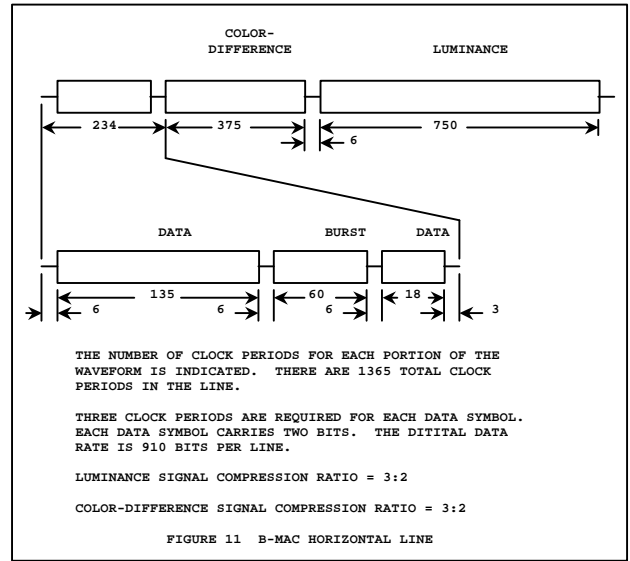 COLOR-
DIFFERENCE LUMINANCE
234 375 750
6
DATA BURST DATA
135 60 18
6 6 6 3
THE NUMBER OF CLOCK PERIODS FOR EACH PORTION OF THE
WAVEFORM IS INDICATED. THERE ARE 1365 TOTAL CLOCK
PERIODS IN THE LINE.
THREE CLOCK PERIODS ARE REQUIRED FOR EACH DATA SYMBOL.
EACH DATA SYMBOL CARRIES TWO BITS. THE DITITAL DATA
RATE IS 910 BITS PER LINE.
LUMINANCE SIGNAL COMPRESSION RATIO = 3:2
COLOR-DIFFERENCE SIGNAL COMPRESSION RATIO = 3:2
FIGURE 11 B-MAC HORIZONTAL LINE